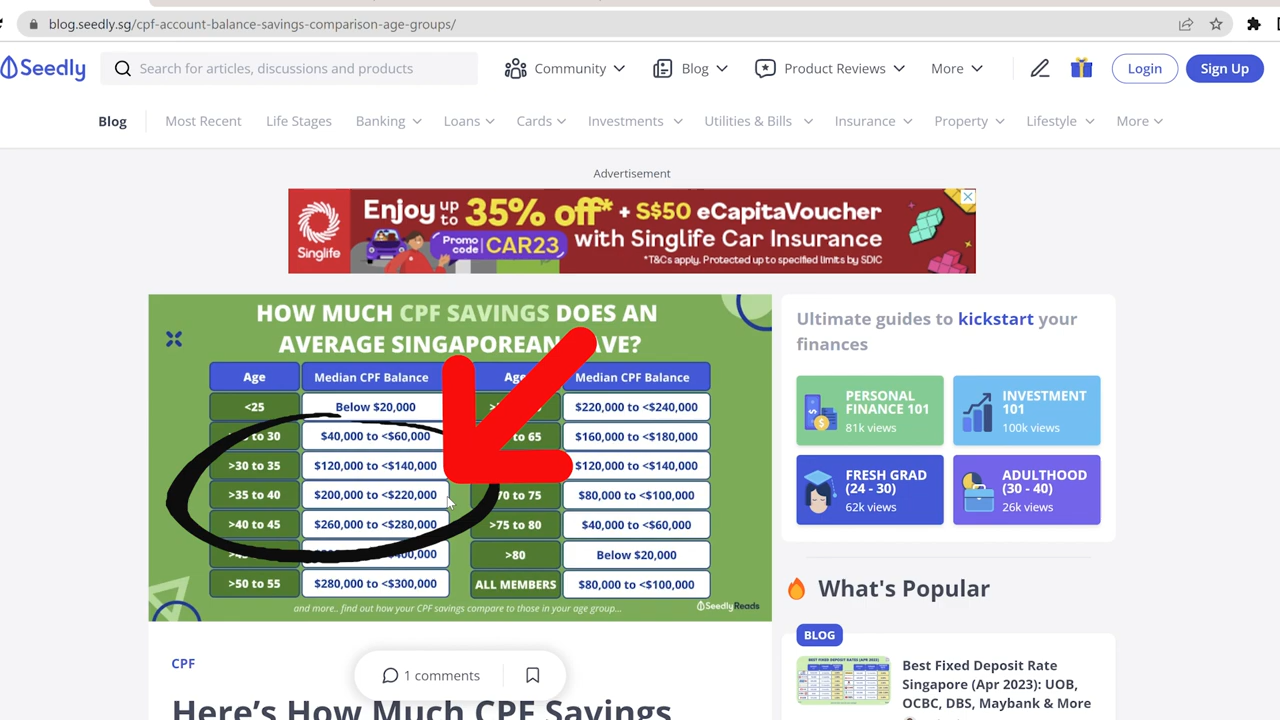 blog.seedly.sg/cpf-account-balance-savings-comparison-age-groups/
Seedly
Search for articles, discussions and products
Community
Blog
Product Reviews
More
Login
Sign Up
Blog
Most Recent
Life Stages
Banking
Loans
Cards
Investments
Utilities & Bills
Insurance
Property
Lifestyle
More
Advertisement
Singlife
Enjoy up to 35% off* + S$50 eCapitaVoucher
Promo code | CAR23 with Singlife Car Insurance
*T&Cs apply. Protected up to specified limits by SDIC
HOW MUCH CPF SAVINGS DOES AN
AVERAGE SINGAPOREAN
Age Median CPF Balance Median CPF Balance
<25 Below $20,000 $220,000 to <$240,000
to 30 $40,000 to <$60,000 to 65 $160,000 to <$180,000
>30 to 35 $120,000 to <$140,000 $120,000 to <$140,000
>35 to 40 $200,000 to <$220,000 70 to 75 $80,000 to <$100,000
>40 to 45 $260,000 to <$280,000 >75 to 80 $40,000 to <$60,000
>80 Below $20,000
>50 to 55 $280,000 to <$300,000 ALL MEMBERS $80,000 to <$100,000
and more.. find out how your CPF savings compare to those in your age group...
SeedlyReads
Ultimate guides to kickstart your
finances
PERSONAL
FINANCE 101
81k views
INVESTMENT
101
100k views
FRESH GRAD
(24 - 30)
62k views
ADULTHOOD
(30 - 40)
26k views
What's Popular
BLOG
Best Fixed Deposit Rate
Singapore (Apr 2023): UOB,
OCBC, DBS, Maybank & More
CPF
1 comments
Here's How Much CPF Savings